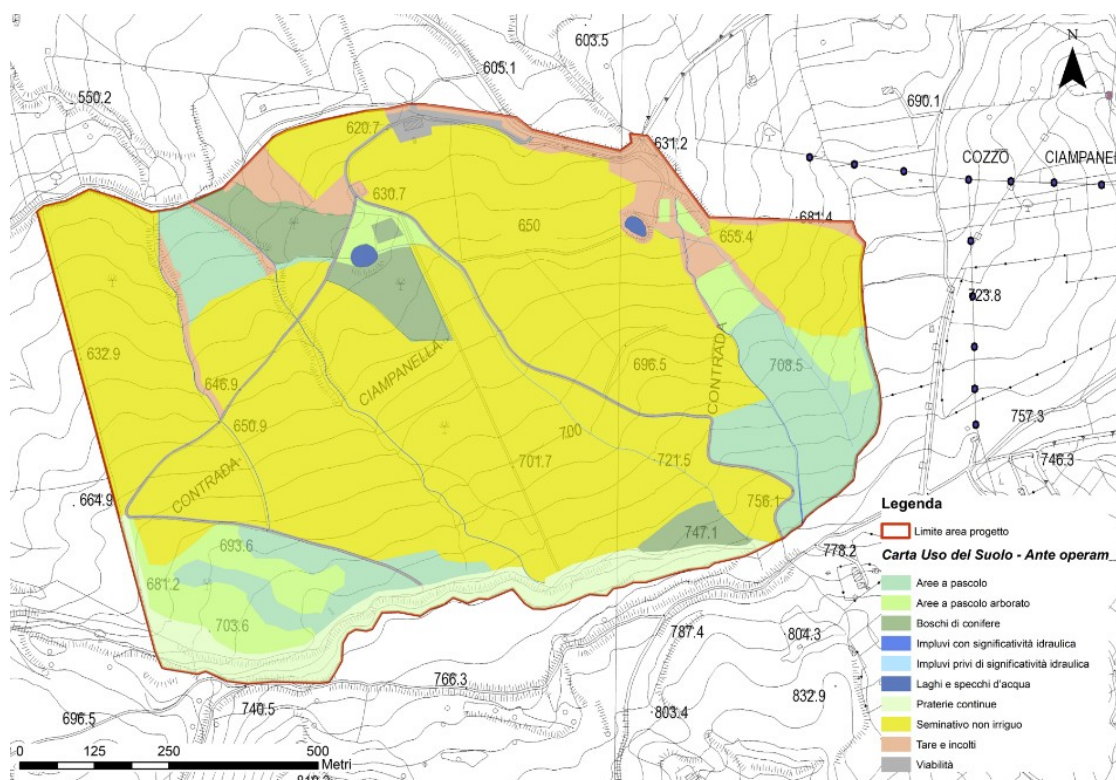 603.5
N
605.1
550.2
690.1
620.7
631.2
COZZO CIAMPANEL
630.7
650
681.4
655.4
723.8
632.9
646.9
CIAMPANELLA
696.5
CONTRADA
708.5
650.9
700
757.3
701.7
721.5
746.3
CONTRADA
664.9
756.1
693.6
747.1
778.2
681.2
703.6
787.4
804.3
766.3
832.9
696.5
740.5
803.4
Legenda
Limite area progetto
Carta Uso del Suolo - Ante operam
Aree a pascolo
Aree a pascolo arborato
Boschi di conifere
Impluvi con significatività idraulica
Impluvi privi di significatività idraulica
Laghi e specchi d'acqua
Praterie continue
Seminativo non irriguo
Tare e incolti
Viabilità
0 125 250 500
Metri